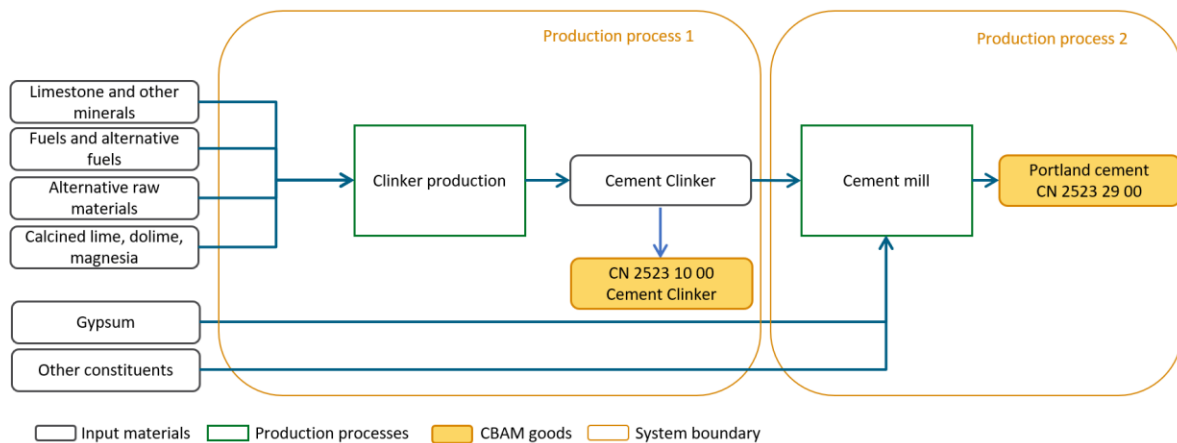 Production process 1
Production process 2
Limestone and other
minerals
Fuels and alternative
fuels
Alternative raw
materials
Calcined lime, dolime,
magnesia
Clinker production
Cement Clinker
Cement mill
Portland cement
CN 2523 29 00
CN 2523 10 00
Cement Clinker
Gypsum
Other constituents
Input materials
Production processes
CBAM goods
System boundary